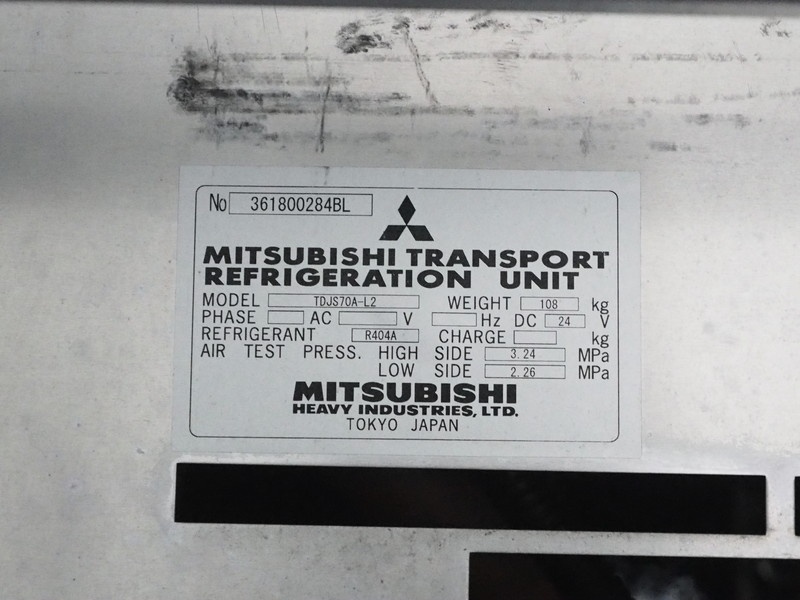 No 361800284BL
MITSUBISHI TRANSPORT
REFRIGERATION UNIT
MODEL TDJS70A-L2 WEIGHT 108 kg
PHASE AC V Hz DC 24 V
REFRIGERANT R404A CHARGE kg
AIR TEST PRESS. HIGH SIDE 3.24 MPa
LOW SIDE 2.26 MPa
MITSUBISHI
HEAVY INDUSTRIES, LTD.
TOKYO JAPAN